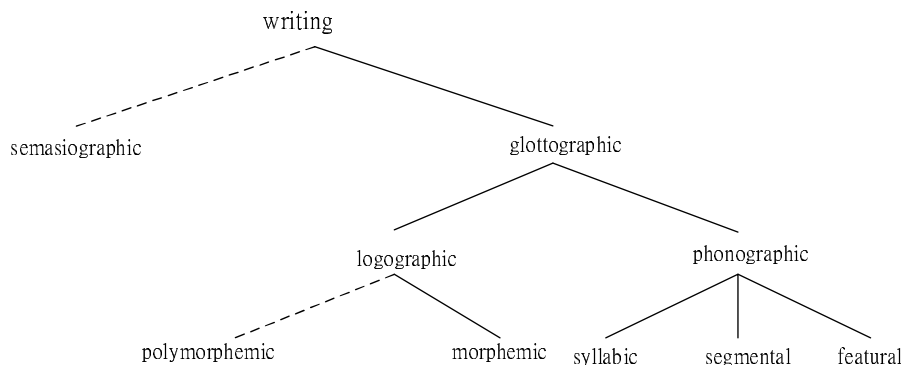 writing
semasiographic
glottographic
logographic
phonographic
polymorphemic
morphemic
syllabic
segmental
featural